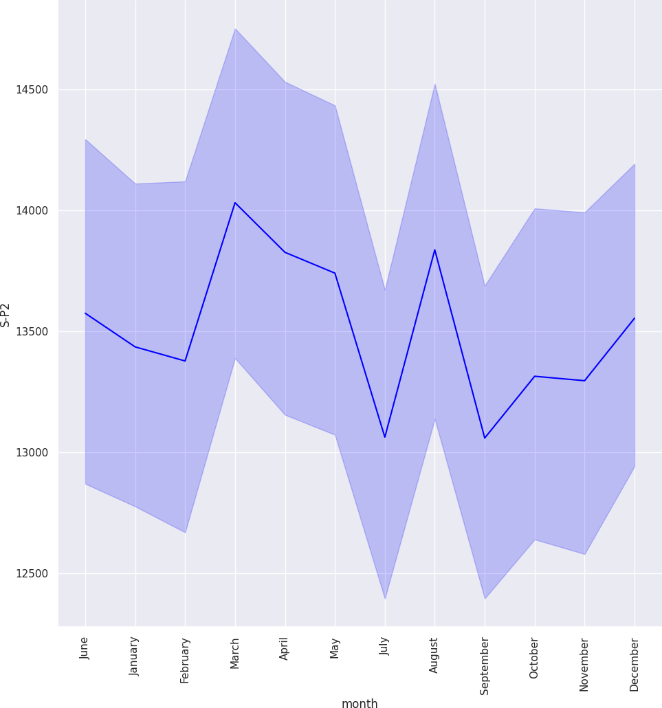 14500
14000
13500
13000
12500
S-P2
June
January
February
March
April
May
July
August
September
October
November
December
month